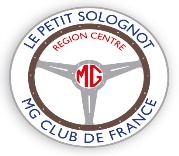 LE PETIT SOLOGNOT
REGION CENTRE
MG
MG CLUB DE FRANCE